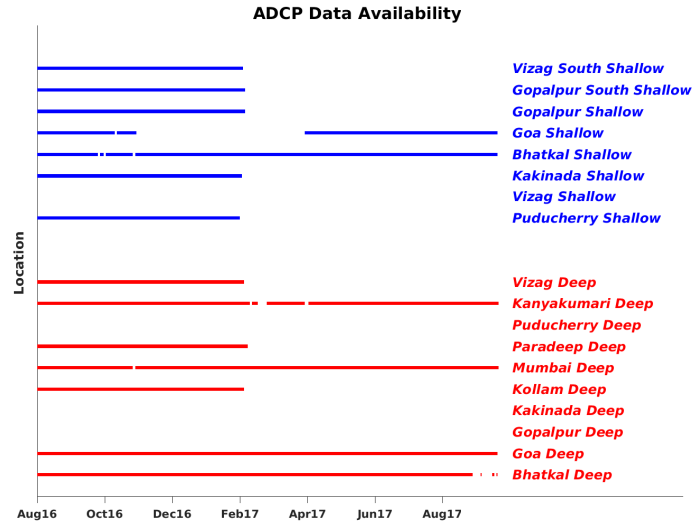 ADCP Data Availability
Vizag South Shallow
Gopalpur South Shallow
Gopalpur Shallow
Goa Shallow
Bhatkal Shallow
Kakinada Shallow
Vizag Shallow
Puducherry Shallow
Location
Vizag Deep
Kanyakumari Deep
Puducherry Deep
Paradeep Deep
Mumbai Deep
Kollam Deep
Kakinada Deep
Gopalpur Deep
Goa Deep
Bhatkal Deep
Aug16 Oct16 Dec16 Feb17 Apr17 Jun17 Aug17